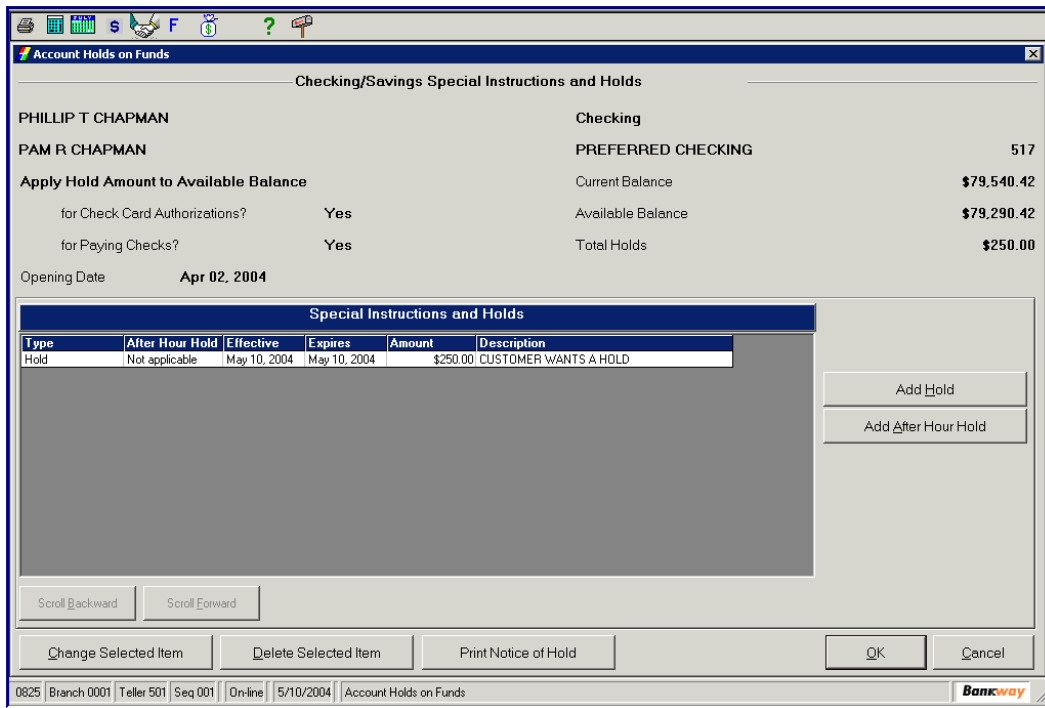 JULY
$ F $ ?
Account Holds on Funds
Checking/Savings Special Instructions and Holds
PHILLIP T CHAPMAN Checking
PAM R CHAPMAN PREFERRED CHECKING 517
Apply Hold Amount to Available Balance Current Balance $79,540.42
for Check Card Authorizations? Yes Available Balance $79,290.42
for Paying Checks? Yes Total Holds $250.00
Opening Date Apr 02, 2004
Special Instructions and Holds
Type After Hour Hold Effective Expires Amount Description
Hold Not applicable May 10, 2004 May 10, 2004 $250.00 CUSTOMER WANTS A HOLD
Add Hold
Add After Hour Hold
Scroll Backward Scroll Forward
Change Selected Item Delete Selected Item Print Notice of Hold OK Cancel
0825 Branch 0001 Teller 501 Seq 001 On-line 5/10/2004 Account Holds on Funds Bankway